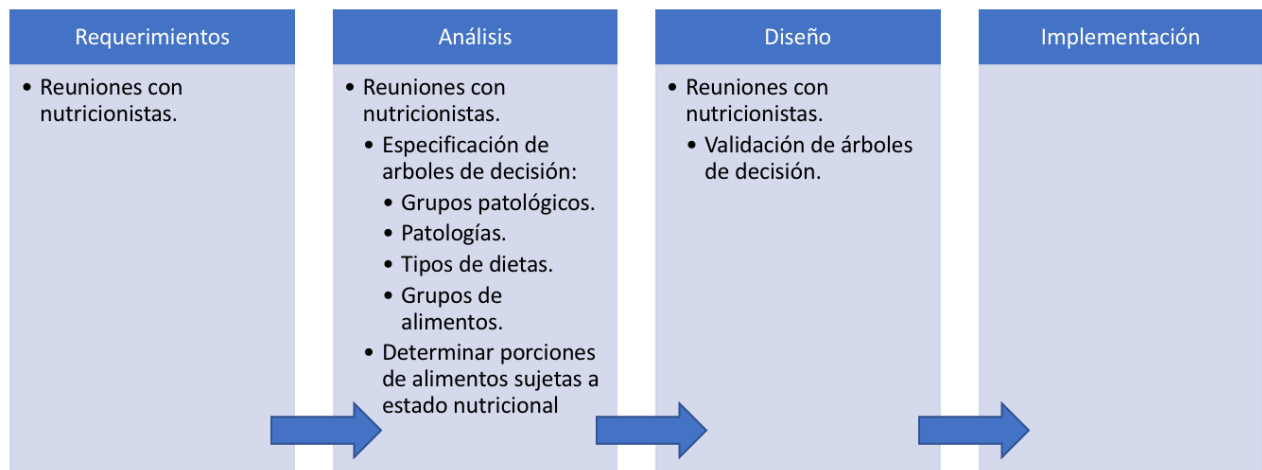 Requerimientos
• Reuniones con
nutricionistas.
Análisis
• Reuniones con
nutricionistas.
• Especificación de
arboles de decisión:
• Grupos patológicos.
• Patologías.
• Tipos de dietas.
• Grupos de
alimentos.
• Determinar porciones
de alimentos sujetas a
estado nutricional
Diseño
• Reuniones con
nutricionistas.
• Validación de árboles
de decisión.
Implementación